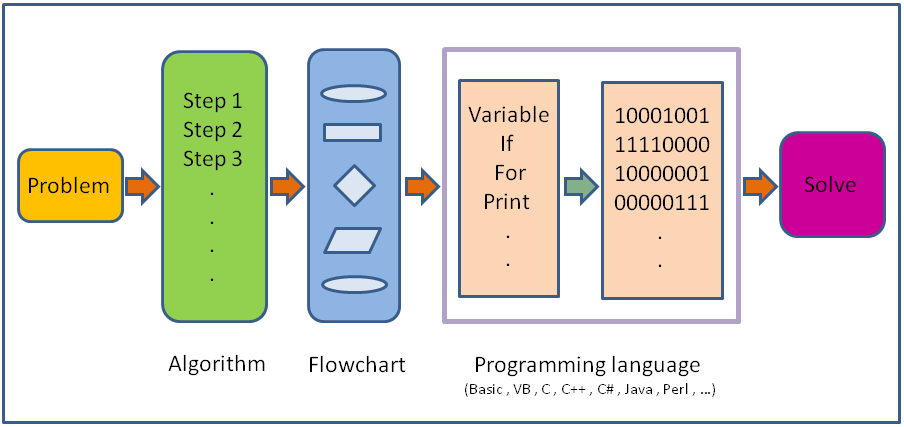 Problem
Step 1
Step 2
Step 3
.
.
.
.
Algorithm
Flowchart
Variable
If
For
Print
.
.
10001001
11110000
10000001
00000111
.
.
Programming language
(Basic , VB , C , C++ , C# , Java , Perl , ...)
Solve